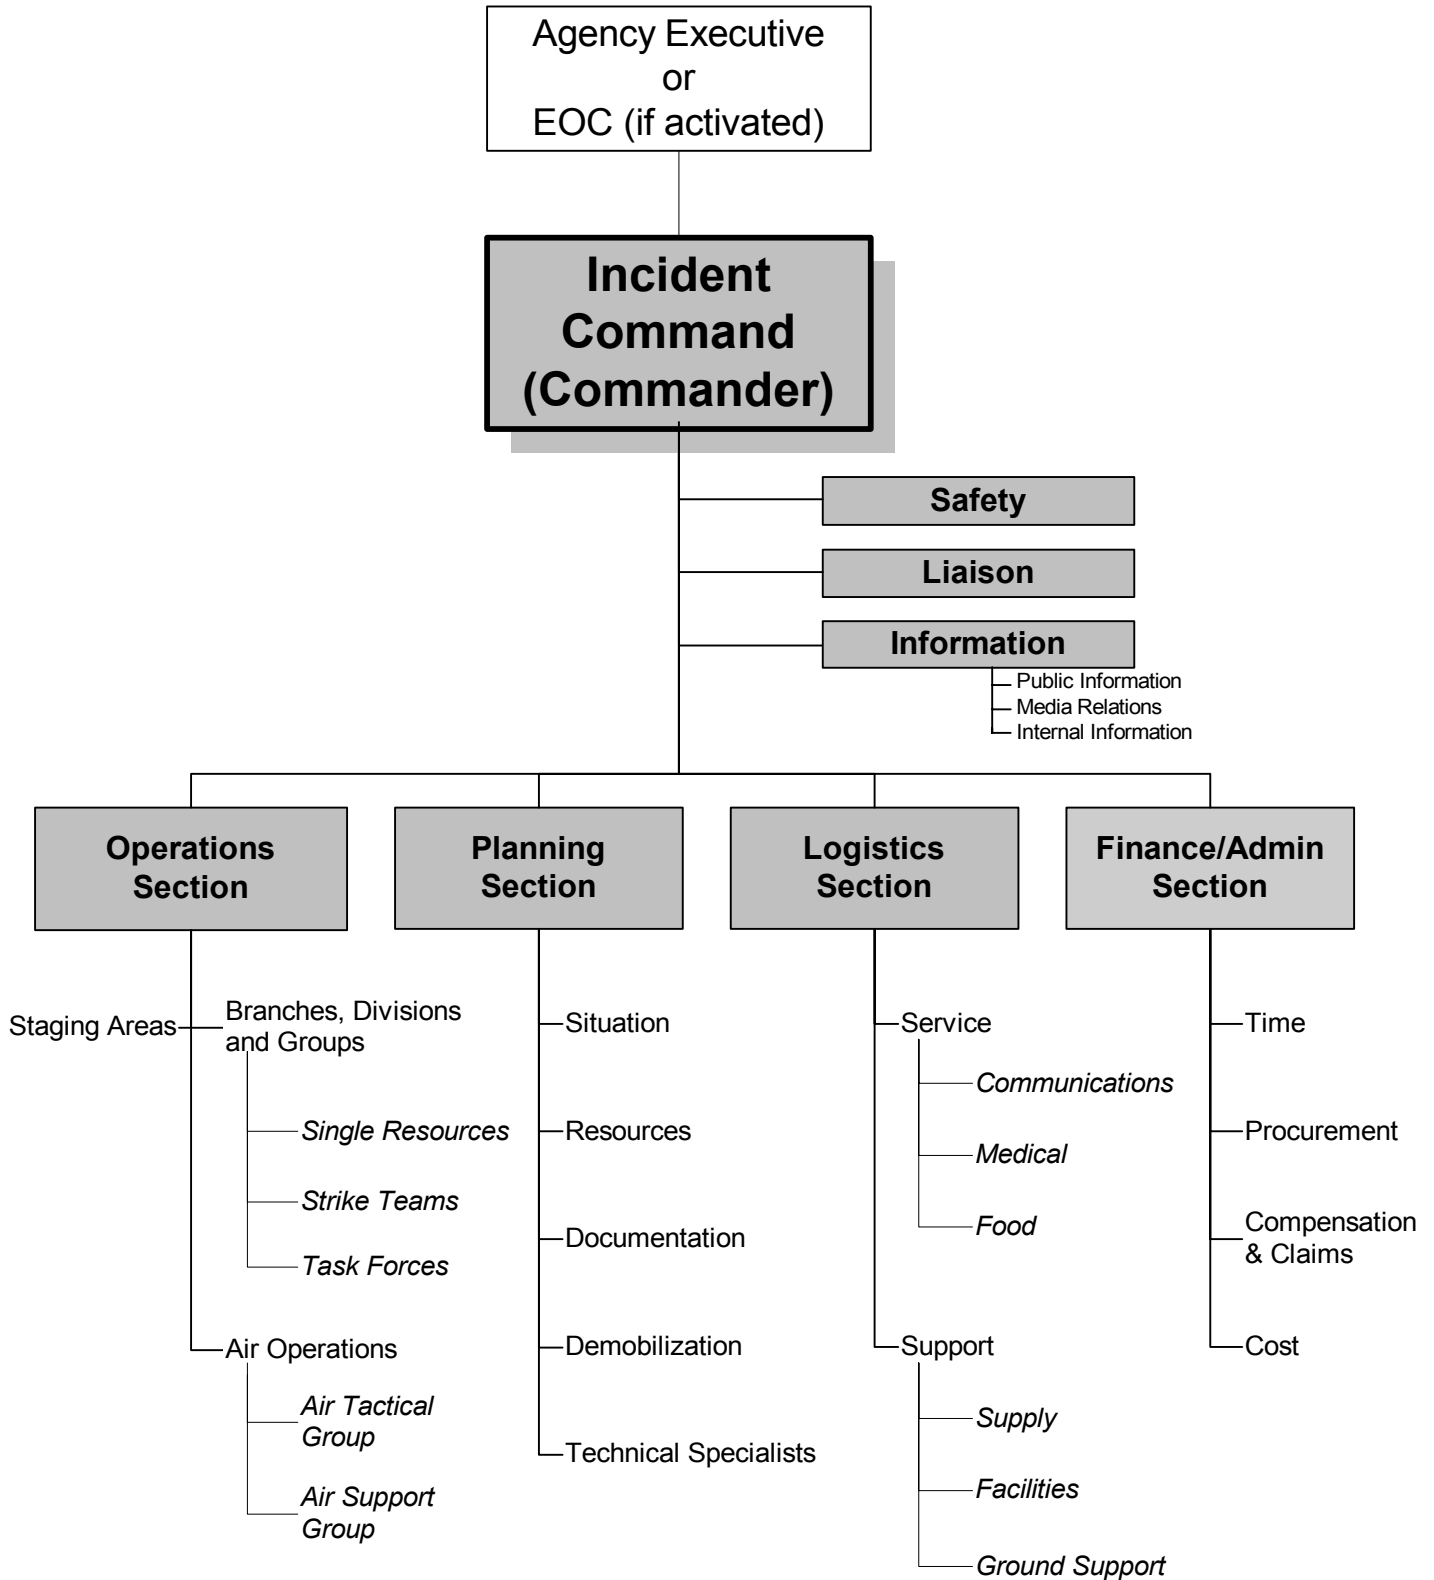 Agency Executive
or
EOC (if activated)
Incident
Command
(Commander)
Safety
Liaison
Information
Public Information
Media Relations
Internal Information
Operations
Section
Planning
Section
Logistics
Section
Finance/Admin
Section
Staging Areas
Branches, Divisions
and Groups
Single Resources
Strike Teams
Task Forces
Air Operations
Air Tactical
Group
Air Support
Group
Situation
Resources
Documentation
Demobilization
Technical Specialists
Service
Communications
Medical
Food
Support
Supply
Facilities
Ground Support
Time
Procurement
Compensation
& Claims
Cost